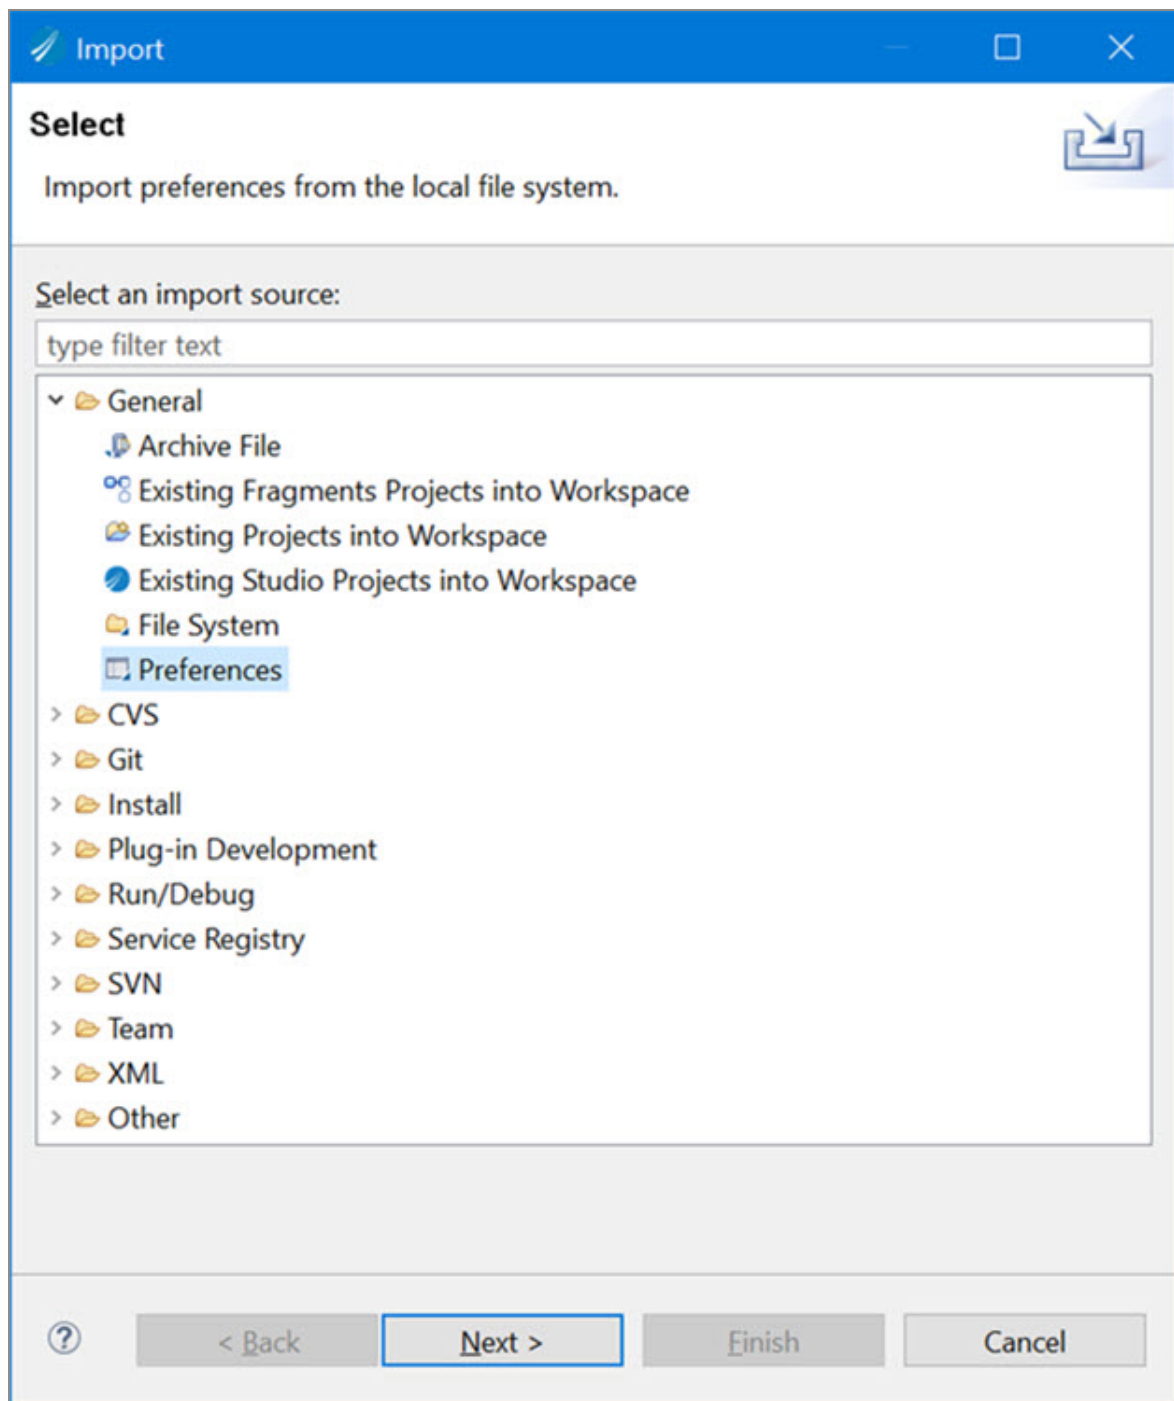 Import
Select
Import preferences from the local file system.
Select an import source:
type filter text
General
Archive File
Existing Fragments Projects into Workspace
Existing Projects into Workspace
Existing Studio Projects into Workspace
File System
Preferences
CVS
Git
Install
Plug-in Development
Run/Debug
Service Registry
SVN
Team
XML
Other
? < Back Next > Finish Cancel